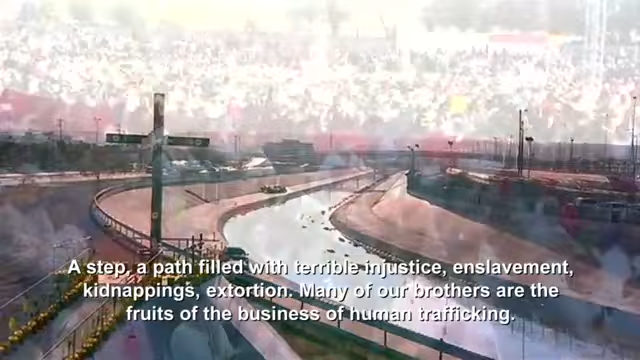 A step, a path filled with terrible injustice, enslavement,
kidnappings, extortion. Many of our brothers are the
fruits of the business of human trafficking.